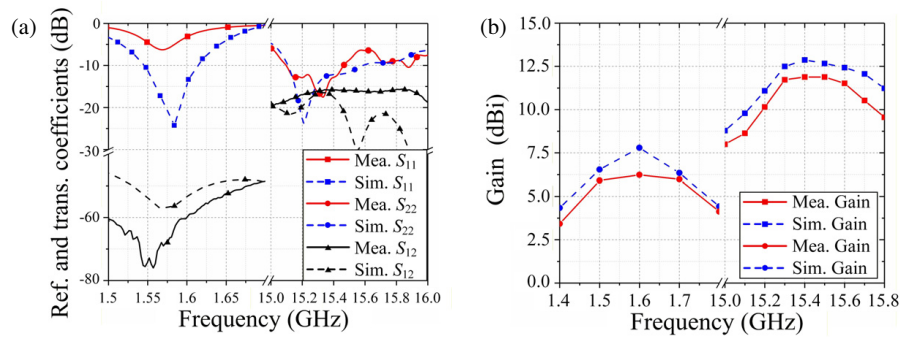 (a)
Ref. and trans. coefficients (dB)
0
-10
-20
-30
-60
-80
Mea. S11
Sim. S11
Mea. S22
Sim. S22
Mea. S12
Sim. S12
1.5 1.55 1.6 1.65 15.0 15.2 15.4 15.6 15.8 16.0
Frequency (GHz)
(b)
Gain (dBi)
15.0
12.5
10.0
7.5
5.0
2.5
0.0
Mea. Gain
Sim. Gain
Mea. Gain
Sim. Gain
1.4 1.5 1.6 1.7 15.0 15.2 15.4 15.6 15.8
Frequency (GHz)